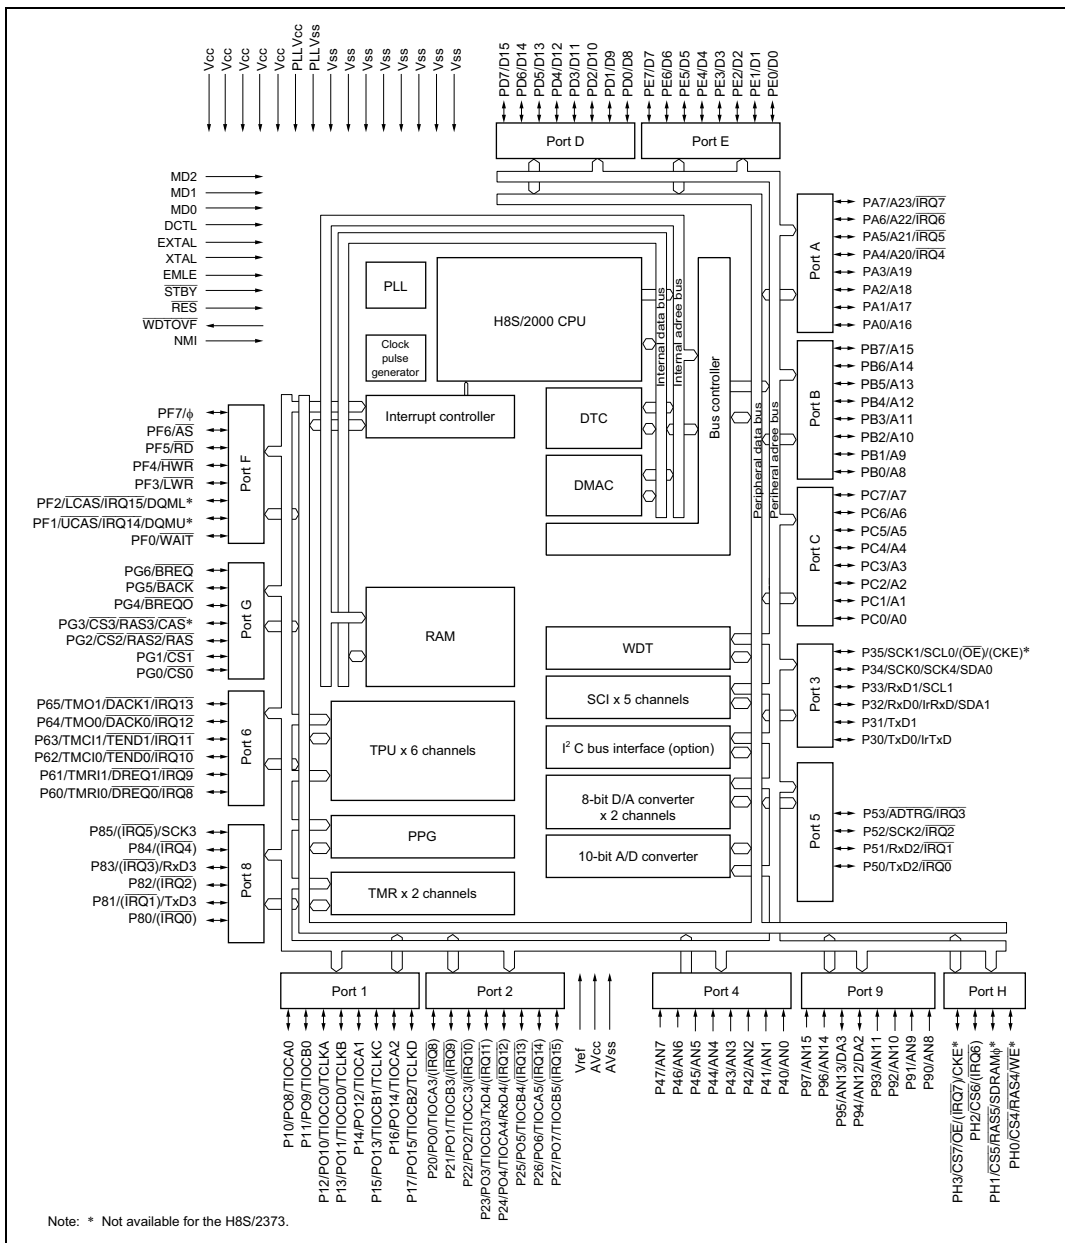 Vcc
Vcc
Vcc
Vcc
Vcc
PLLVcc
PLLVss
Vss
Vss
Vss
Vss
Vss
Vss
Vss
Vss
PD7/D15
PD6/D14
PD5/D13
PD4/D12
PD3/D11
PD2/D10
PD1/D9
PD0/D8
PE7/D7
PE6/D6
PE5/D5
PE4/D4
PE3/D3
PE2/D2
PE1/D1
PE0/D0
Port D
Port E
MD2
MD1
MD0
DCTL
EXTAL
XTAL
EMLE
STBY
RES
WDTOVF
NMI
PLL
Clock
pulse
generator
H8S/2000 CPU
Interrupt controller
DTC
DMAC
Internal data bus
Internal adree bus
Bus controller
Peripheral data bus
Periheral adree bus
Port A
PA7/A23/IRQ7
PA6/A22/IRQ6
PA5/A21/IRQ5
PA4/A20/IRQ4
PA3/A19
PA2/A18
PA1/A17
PA0/A16
Port B
PB7/A15
PB6/A14
PB5/A13
PB4/A12
PB3/A11
PB2/A10
PB1/A9
PB0/A8
Port C
PC7/A7
PC6/A6
PC5/A5
PC4/A4
PC3/A3
PC2/A2
PC1/A1
PC0/A0
Port 3
P35/SCK1/SCL0/(OE)/(CKE)*
P34/SCK0/SCK4/SDA0
P33/RxD1/SCL1
P32/RxD0/IrRxD/SDA1
P31/TxD1
P30/TxD0/IrTxD
Port 5
P53/ADTRG/IRQ3
P52/SCK2/IRQ2
P51/RxD2/IRQ1
P50/TxD2/IRQ0
PF7/ϕ
PF6/AS
PF5/RD
PF4/HWR
PF3/LWR
PF2/LCAS/IRQ15/DQML*
PF1/UCAS/IRQ14/DQMU*
PF0/WAIT
Port F
PG6/BREQ
PG5/BACK
PG4/BREQO
PG3/CS3/RAS3/CAS*
PG2/CS2/RAS2/RAS
PG1/CS1
PG0/CS0
Port G
P65/TMO1/DACK1/IRQ13
P64/TMO0/DACK0/IRQ12
P63/TMCI1/TEND1/IRQ11
P62/TMCI0/TEND0/IRQ10
P61/TMRI1/DREQ1/IRQ9
P60/TMRI0/DREQ0/IRQ8
Port 6
P85/(IRQ5)/SCK3
P84/(IRQ4)
P83/(IRQ3)/RxD3
P82/(IRQ2)
P81/(IRQ1)/TxD3
P80/(IRQ0)
Port 8
RAM
TPU x 6 channels
PPG
TMR x 2 channels
WDT
SCI x 5 channels
I² C bus interface (option)
8-bit D/A converter
x 2 channels
10-bit A/D converter
Port 1
Port 2
Port 4
Port 9
Port H
P10/PO8/TIOCA0
P11/PO9/TIOCB0
P12/PO10/TIOCC0/TCLKA
P13/PO11/TIOCD0/TCLKB
P14/PO12/TIOCA1
P15/PO13/TIOCB1/TCLKC
P16/PO14/TIOCA2
P17/PO15/TIOCB2/TCLKD
P20/PO0/TIOCA3/(IRQ8)
P21/PO1/TIOCB3/(IRQ9)
P22/PO2/TIOCC3/(IRQ10)
P23/PO3/TIOCD3/TxD4/(IRQ11)
P24/PO4/TIOCA4/RxD4/(IRQ12)
P25/PO5/TIOCB4/(IRQ13)
P26/PO6/TIOCA5/(IRQ14)
P27/PO7/TIOCB5/(IRQ15)
Vref
AVcc
AVss
P47/AN7
P46/AN6
P45/AN5
P44/AN4
P43/AN3
P42/AN2
P41/AN1
P40/AN0
P97/AN15
P96/AN14
P95/AN13/DA3
P94/AN12/DA2
P93/AN11
P92/AN10
P91/AN9
P90/AN8
PH3/CS7/OE/(IRQ7)/CKE*
PH2/CS6/(IRQ6)
PH1/CS5/RAS5/SDRAMϕ*
PH0/CS4/RAS4/WE*
Note: * Not available for the H8S/2373.